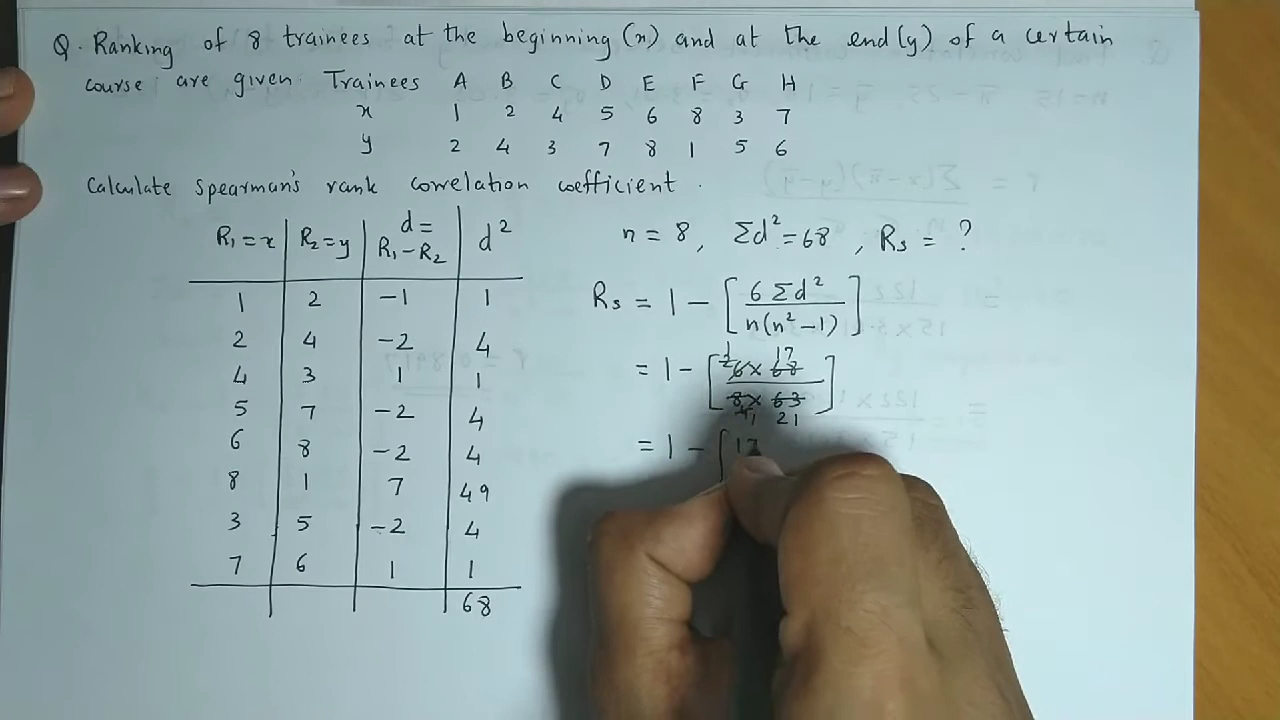 Q. Ranking of 8 trainees at the beginning (x) and at the end (y) of a certain
course are given. Trainees A B C D E F G H
x 1 2 4 5 6 8 3 7
y 2 4 3 7 8 1 5 6
Calculate Spearman's rank correlation coefficient.
R₁=x R₂=y d=R₁-R₂ d²
1 2 -1 1
2 4 -2 4
4 3 1 1
5 7 -2 4
6 8 -2 4
8 1 7 49
3 5 -2 4
7 6 1 1
68
n = 8, Σd²=68, Rs = ?
Rs = 1 - [6Σd² / n(n²-1)]
= 1 - [6 x 68 / 8 x 63]
= 1 - [17